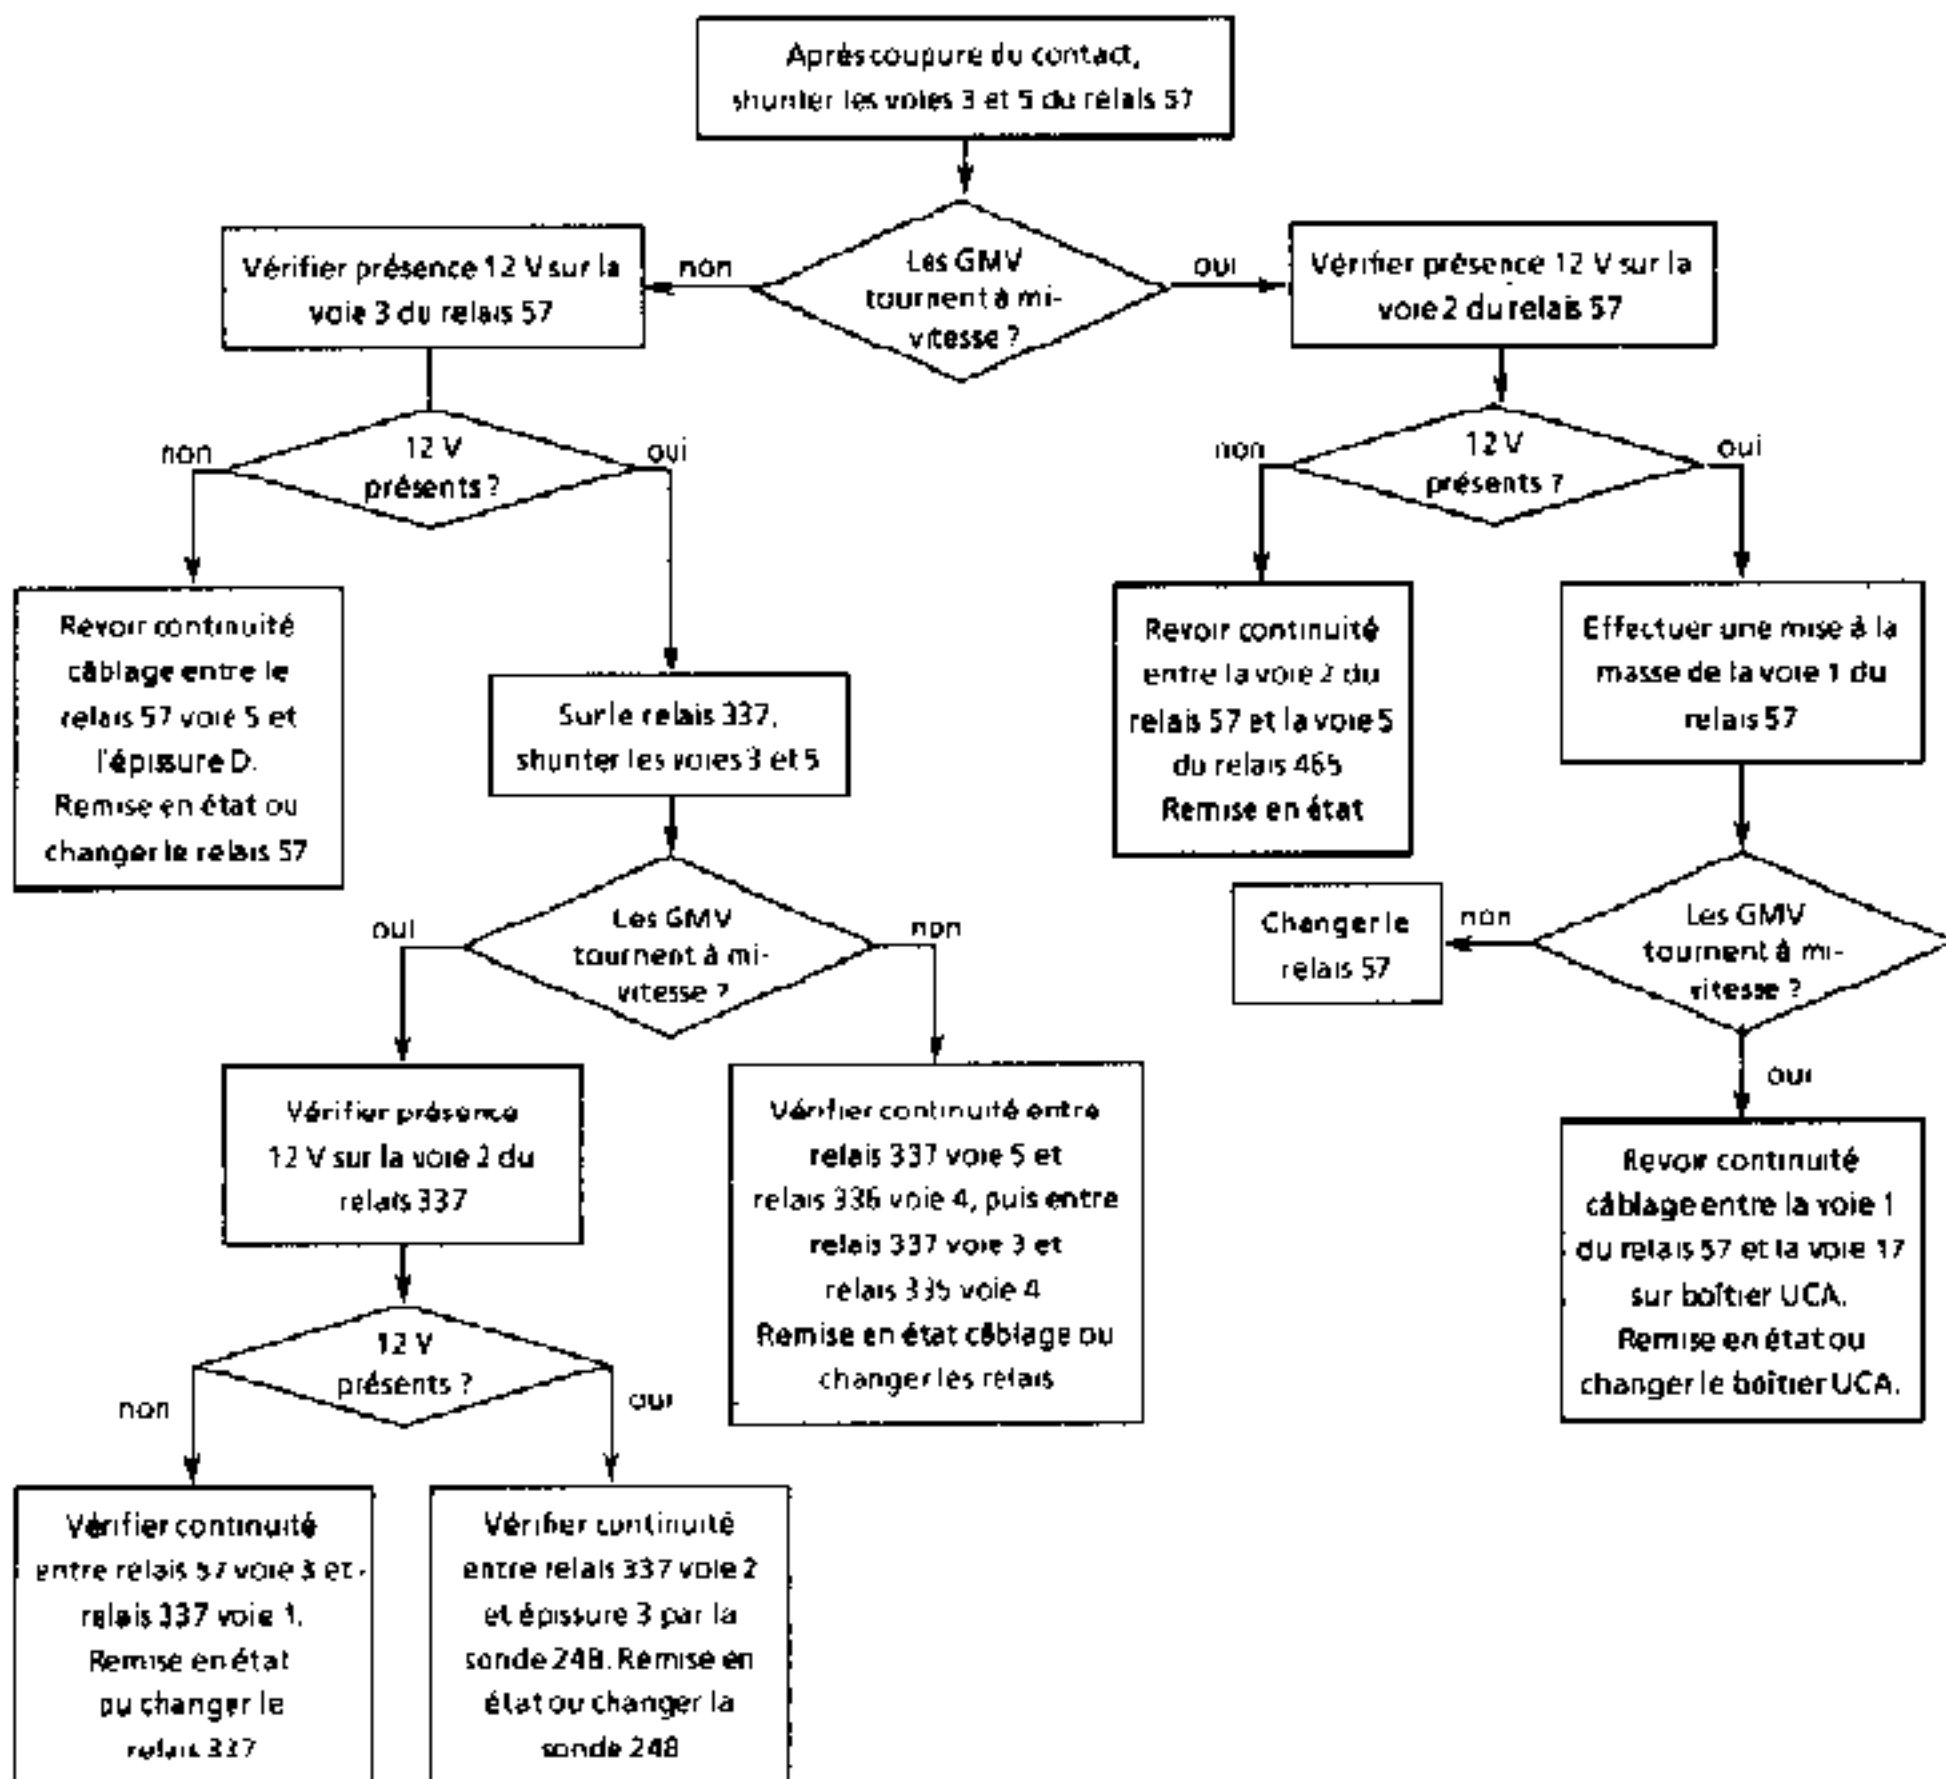 Après coupure du contact,
shunter les voies 3 et 5 du relais 57
Les GMV
tournent à mi-
vitesse ?
non
oui
Vérifier présence 12 V sur la
voie 3 du relais 57
Vérifier présence 12 V sur la
voie 2 du relais 57
12 V
présents ?
non
oui
12 V
présents ?
non
oui
Revoir continuité
câblage entre le
relais 57 voie 5 et
l'épissure D.
Remise en état ou
changer le relais 57
Sur le relais 337,
shunter les voies 3 et 5
Revoir continuité
entre la voie 2 du
relais 57 et la voie 5
du relais 465
Remise en état
Effectuer une mise à la
masse de la voie 1 du
relais 57
Les GMV
tournent à mi-
vitesse ?
oui
non
Changer le
relais 57
non
Les GMV
tournent à mi-
vitesse ?
oui
Vérifier présence
12 V sur la voie 2 du
relais 337
Vérifier continuité entre
relais 337 voie 5 et
relais 336 voie 4, puis entre
relais 337 voie 3 et
relais 335 voie 4
Remise en état câblage ou
changer les relais
Revoir continuité
câblage entre la voie 1
du relais 57 et la voie 17
sur boîtier UCA.
Remise en état ou
changer le boîtier UCA.
12 V
présents ?
non
oui
Vérifier continuité
entre relais 57 voie 3 et
relais 337 voie 1.
Remise en état
ou changer le
relais 337
Vérifier continuité
entre relais 337 voie 2
et épissure 3 par la
sonde 248. Remise en
état ou changer la
sonde 248